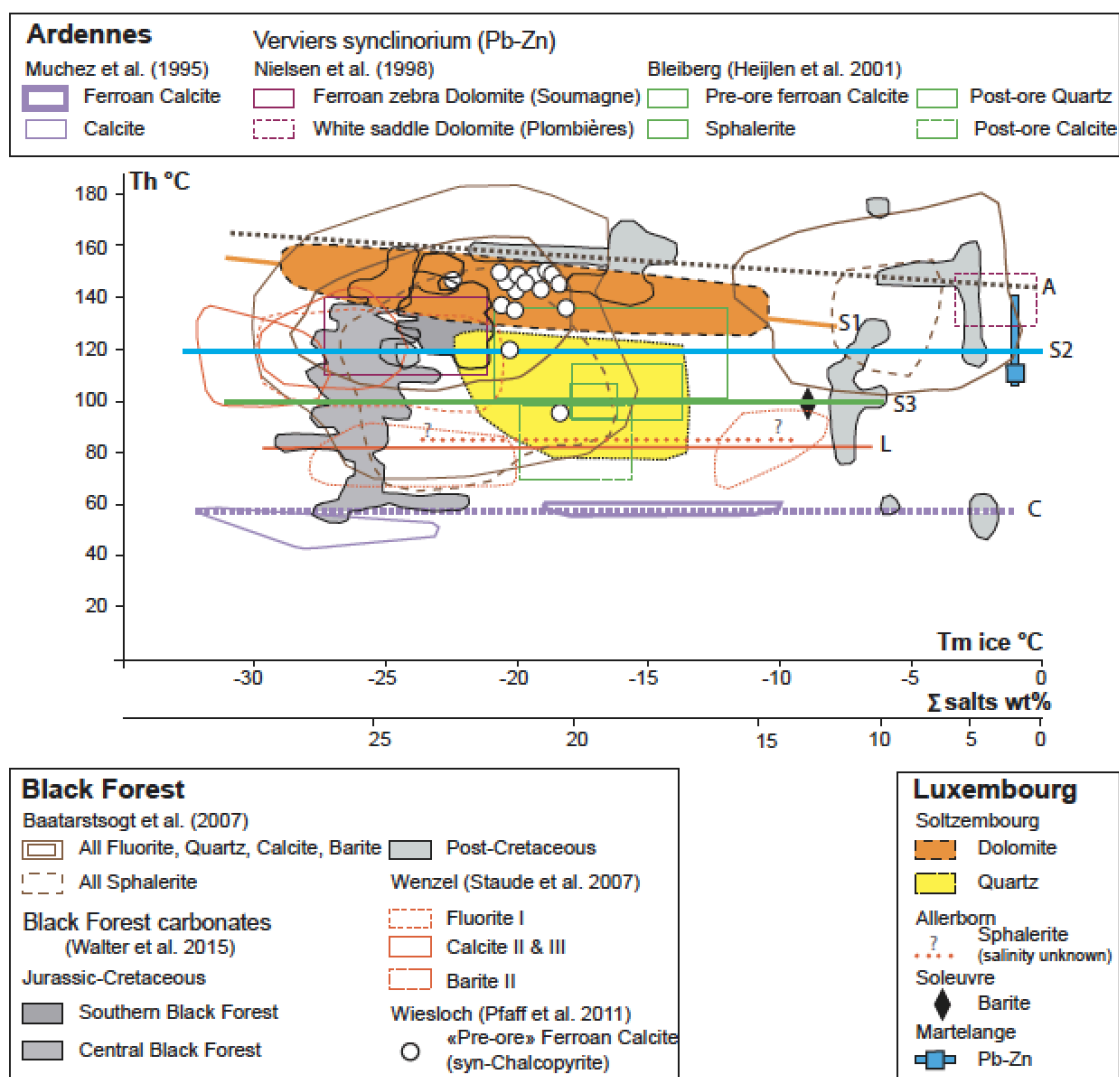 Ardennes
Verviers synclinorium (Pb-Zn)
Muchez et al. (1995)
Nielsen et al. (1998)
Bleiberg (Heijlen et al. 2001)
Ferroan Calcite
Ferroan zebra Dolomite (Soumagne)
Pre-ore ferroan Calcite
Post-ore Quartz
Calcite
White saddle Dolomite (Plombières)
Sphalerite
Post-ore Calcite
Th °C
180
160
140
120
100
80
60
40
20
A
S1
S2
S3
L
C
?
?
Tm ice °C
-30
-25
-20
-15
-10
-5
0
Σ salts wt%
25
20
15
10
5
0
Black Forest
Baatarstsogt et al. (2007)
All Fluorite, Quartz, Calcite, Barite
All Sphalerite
Black Forest carbonates
(Walter et al. 2015)
Jurassic-Cretaceous
Southern Black Forest
Central Black Forest
Post-Cretaceous
Wenzel (Staude et al. 2007)
Fluorite I
Calcite II & III
Barite II
Wiesloch (Pfaff et al. 2011)
«Pre-ore» Ferroan Calcite
(syn-Chalcopyrite)
Luxembourg
Soltzembourg
Dolomite
Quartz
Allerborn
?
Sphalerite
(salinity unknown)
Soleuvre
Barite
Martelange
Pb-Zn